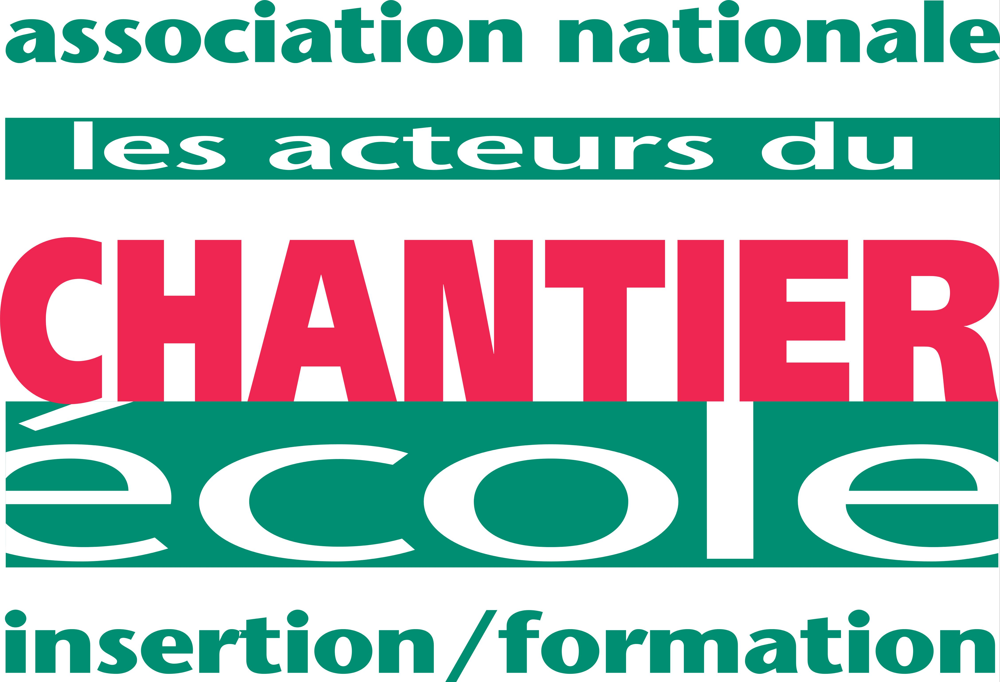 association nationale
les acteurs du
CHANTIER
école
insertion/formation